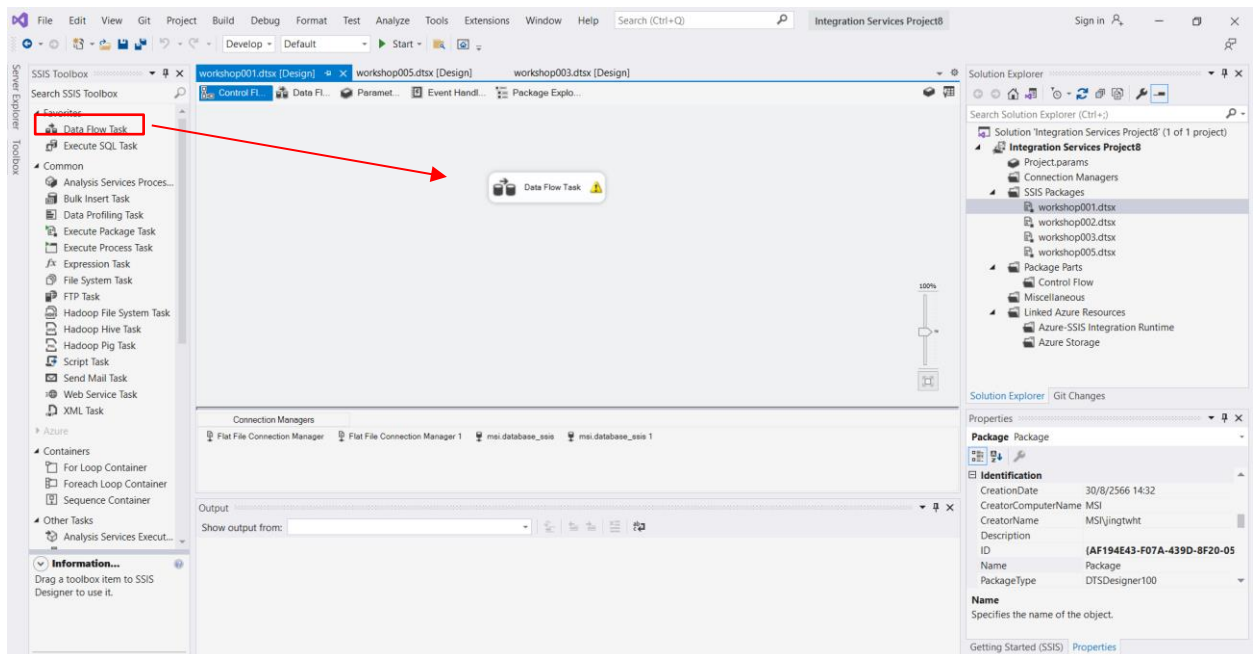 File Edit View Git Project Build Debug Format Test Analyze Tools Extensions Window Help Search (Ctrl+Q) Integration Services Project8 Sign in
Develop Default Start
Server Explorer
Toolbox
SSIS Toolbox
Search SSIS Toolbox
Favorites
Data Flow Task
Execute SQL Task
Common
Analysis Services Proces...
Bulk Insert Task
Data Profiling Task
Execute Package Task
Execute Process Task
Expression Task
File System Task
FTP Task
Hadoop File System Task
Hadoop Hive Task
Hadoop Pig Task
Script Task
Send Mail Task
Web Service Task
XML Task
Azure
Containers
For Loop Container
Foreach Loop Container
Sequence Container
Other Tasks
Analysis Services Execut...
Information...
Drag a toolbox item to SSIS
Designer to use it.
workshop001.dtsx [Design] workshop005.dtsx [Design] workshop003.dtsx [Design]
Control Fl... Data Fl... Paramet... Event Handl... Package Explo...
Data Flow Task
100%
Connection Managers
Flat File Connection Manager Flat File Connection Manager 1 msi.database_ssis msi.database_ssis 1
Output
Show output from:
Solution Explorer
Search Solution Explorer (Ctrl+;)
Solution 'Integration Services Project8' (1 of 1 project)
Integration Services Project8
Project.params
Connection Managers
SSIS Packages
workshop001.dtsx
workshop002.dtsx
workshop003.dtsx
workshop005.dtsx
Package Parts
Control Flow
Miscellaneous
Linked Azure Resources
Azure-SSIS Integration Runtime
Azure Storage
Solution Explorer Git Changes
Properties
Package Package
Identification
CreationDate 30/8/2566 14:32
CreatorComputerName MSI
CreatorName MSI\jingtwht
Description
ID {AF194E43-F07A-439D-8F20-05
Name Package
PackageType DTSDesigner100
Name
Specifies the name of the object.
Getting Started (SSIS) Properties